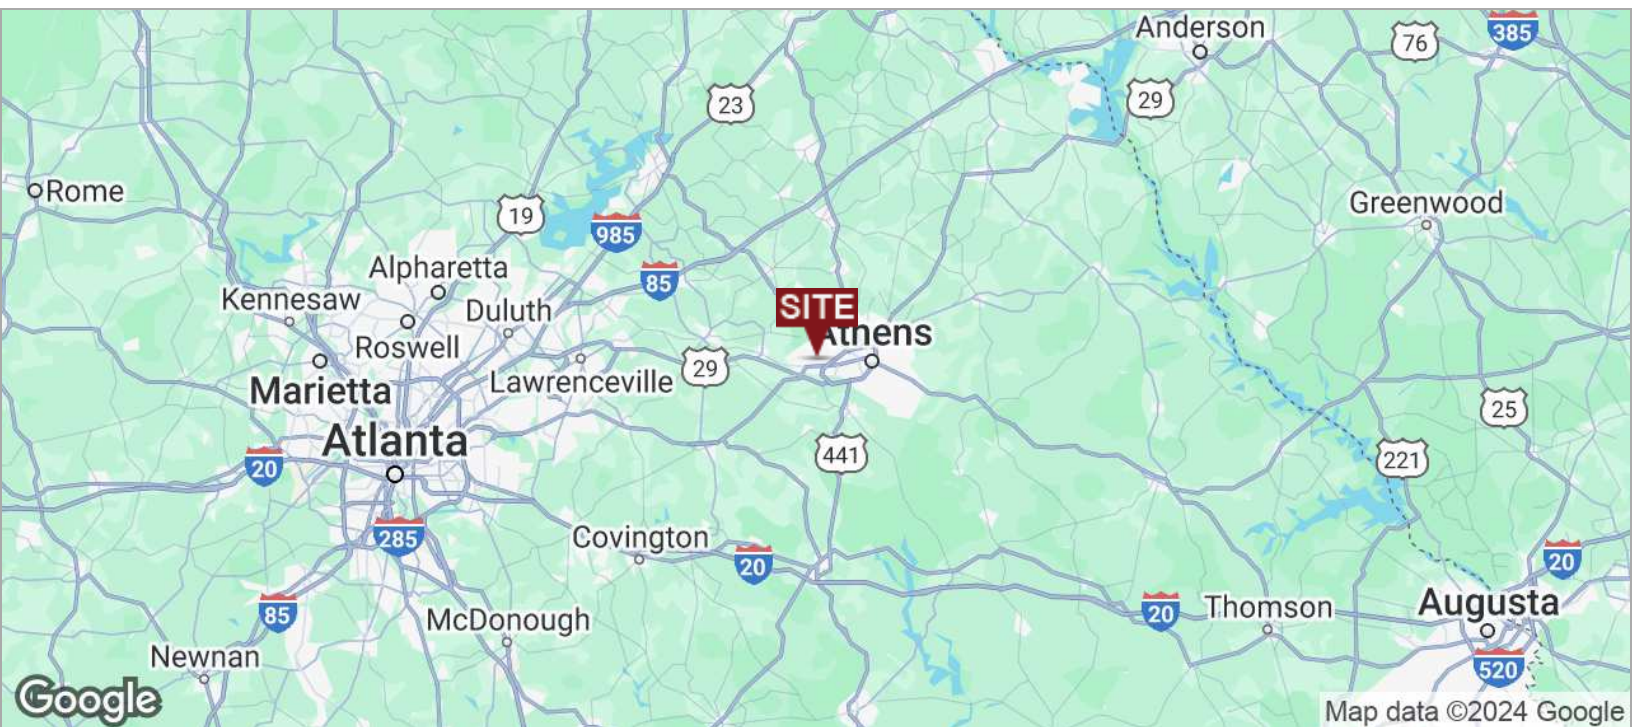 Anderson
76
385
23
29
Rome
19
Greenwood
985
Alpharetta
85
Kennesaw
Duluth
SITE
Athens
Roswell
29
Lawrenceville
Marietta
25
Atlanta
20
441
221
285
Covington
20
20
85
20
Thomson
Augusta
McDonough
Newnan
520
Google
Map data ©2024 Google